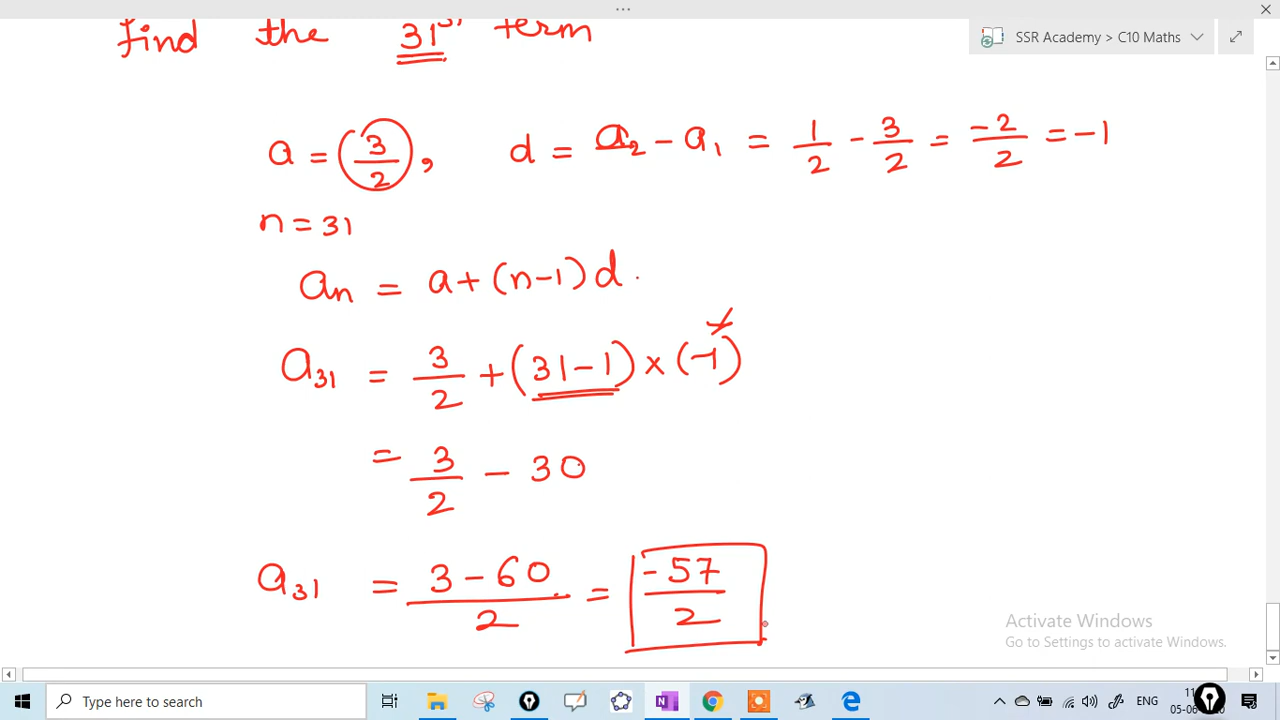 ...
SSR Academy > C10 Maths
find the 31st term
a = 3/2 , d = a₂ - a₁ = 1/2 - 3/2 = -2/2 = -1
n = 31
an = a + (n-1) d .
a₃₁ = 3/2 + (31-1) × (-1)
= 3/2 - 30
a₃₁ = 3-60/2 = -57/2
Activate Windows
Go to Settings to activate Windows.
Type here to search
ENG